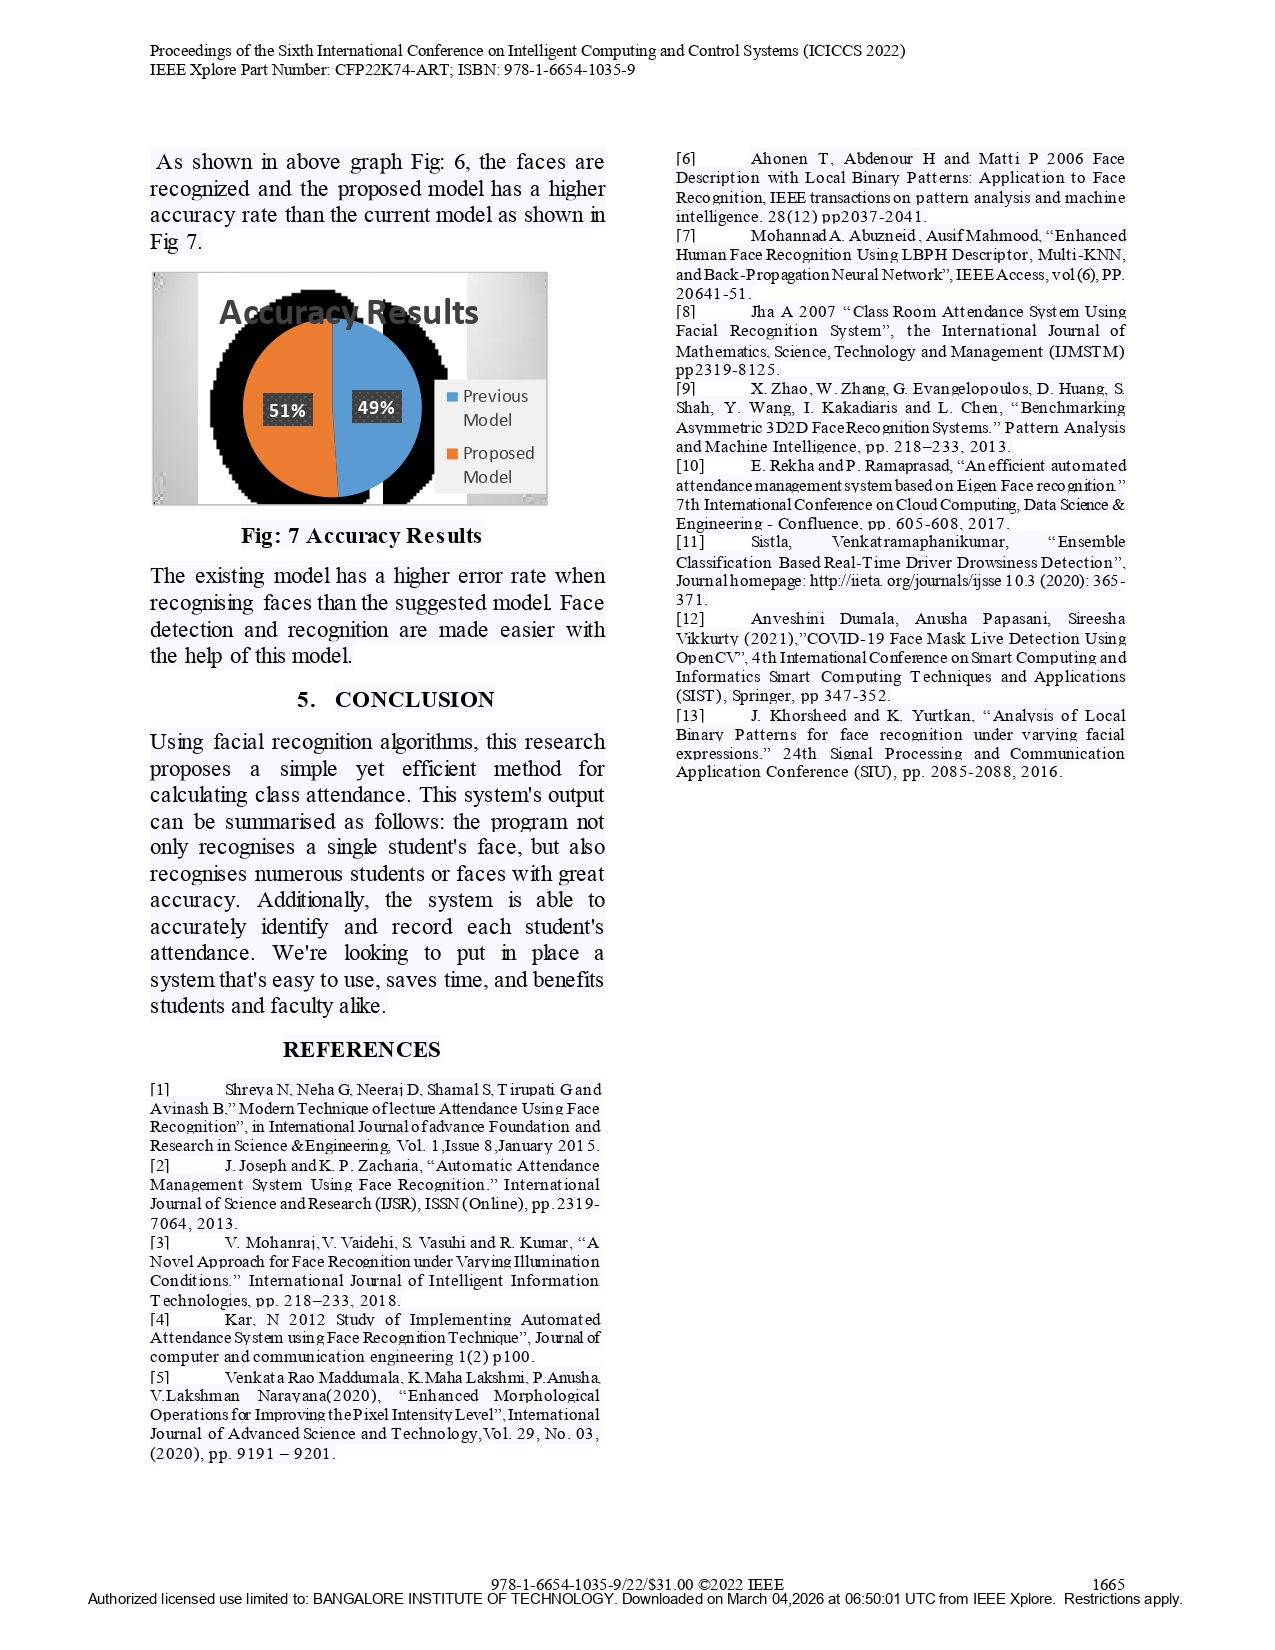 Proceedings of the Sixth International Conference on Intelligent Computing and Control Systems (ICICCS 2022)
IEEE Xplore Part Number: CFP22K74-ART; ISBN: 978-1-6654-1035-9
As shown in above graph Fig: 6, the faces are
recognized and the proposed model has a higher
accuracy rate than the current model as shown in
Fig 7.
Accuracy Results
51%
49%
Previous
Model
Proposed
Model
Fig: 7 Accuracy Results
The existing model has a higher error rate when
recognising faces than the suggested model. Face
detection and recognition are made easier with
the help of this model.
5. CONCLUSION
Using facial recognition algorithms, this research
proposes a simple yet efficient method for
calculating class attendance. This system's output
can be summarised as follows: the program not
only recognises a single student's face, but also
recognises numerous students or faces with great
accuracy. Additionally, the system is able to
accurately identify and record each student's
attendance. We're looking to put in place a
system that's easy to use, saves time, and benefits
students and faculty alike.
REFERENCES
[1] Shreya N, Neha G, Neeraj D, Shamal S, Tirupati G and
Avinash B,” Modern Technique of lecture Attendance Using Face
Recognition”, in International Journal of advance Foundation and
Research in Science &Engineering, Vol. 1,Issue 8,January 2015.
[2] J. Joseph and K. P. Zacharia, “Automatic Attendance
Management System Using Face Recognition.” International
Journal of Science and Research (IJSR), ISSN (Online), pp.2319-
7064, 2013.
[3] V. Mohanraj, V. Vaidehi, S. Vasuhi and R. Kumar, “A
Novel Approach for Face Recognition under Varying Illumination
Conditions.” International Journal of Intelligent Information
Technologies, pp. 218–233, 2018.
[4] Kar, N 2012 Study of Implementing Automated
Attendance System using Face Recognition Technique”, Journal of
computer and communication engineering 1(2) p100.
[5] Venkata Rao Maddumala, K.Maha Lakshmi, P.Anusha,
V.Lakshman Narayana(2020), “Enhanced Morphological
Operations for Improving the Pixel Intensity Level”, International
Journal of Advanced Science and Technology,Vol. 29, No. 03,
(2020), pp. 9191 – 9201.
[6] Ahonen T, Abdenour H and Matti P 2006 Face
Description with Local Binary Patterns: Application to Face
Recognition, IEEE transactions on pattern analysis and machine
intelligence. 28(12) pp2037-2041.
[7] Mohannad A. Abuzneid , Ausif Mahmood, “Enhanced
Human Face Recognition Using LBPH Descriptor, Multi-KNN,
and Back-Propagation Neural Network”, IEEE Access, vol (6), PP.
20641-51.
[8] Jha A 2007 “Class Room Attendance System Using
Facial Recognition System”, the International Journal of
Mathematics, Science, Technology and Management (IJMSTM)
pp2319-8125.
[9] X. Zhao, W. Zhang, G. Evangelopoulos, D. Huang, S.
Shah, Y. Wang, I. Kakadiaris and L. Chen, “Benchmarking
Asymmetric 3D2D Face Recognition Systems.” Pattern Analysis
and Machine Intelligence, pp. 218–233, 2013.
[10] E. Rekha and P. Ramaprasad, “An efficient automated
attendance management system based on Eigen Face recognition.”
7th International Conference on Cloud Computing, Data Science &
Engineering - Confluence, pp. 605-608, 2017.
[11] Sistla, Venkatramaphanikumar, “Ensemble
Classification Based Real-Time Driver Drowsiness Detection”,
Journal homepage: http://iieta. org/journals/ijsse 10.3 (2020): 365-
371.
[12] Anveshini Dumala, Anusha Papasani, Sireesha
Vikkurty (2021),”COVID-19 Face Mask Live Detection Using
OpenCV”, 4th International Conference on Smart Computing and
Informatics Smart Computing Techniques and Applications
(SIST), Springer, pp 347-352.
[13] J. Khorsheed and K. Yurtkan, “Analysis of Local
Binary Patterns for face recognition under varying facial
expressions.” 24th Signal Processing and Communication
Application Conference (SIU), pp. 2085-2088, 2016.
978-1-6654-1035-9/22/$31.00 ©2022 IEEE 1665
Authorized licensed use limited to: BANGALORE INSTITUTE OF TECHNOLOGY. Downloaded on March 04,2026 at 06:50:01 UTC from IEEE Xplore. Restrictions apply.